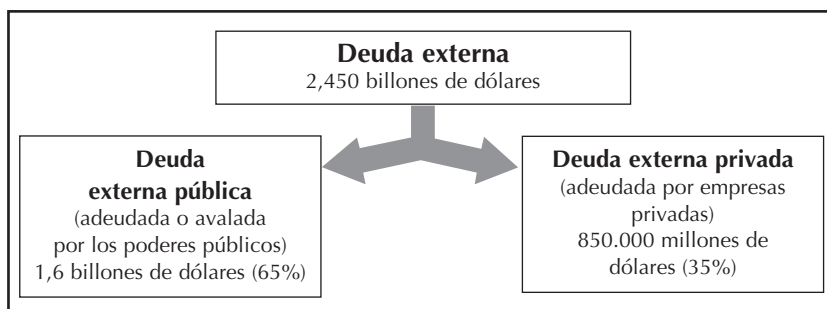 Deuda externa
2,450 billones de dólares
Deuda
externa pública
(adeudada o avalada
por los poderes públicos)
1,6 billones de dólares (65%)
Deuda externa privada
(adeudada por empresas
privadas)
850.000 millones de
dólares (35%)